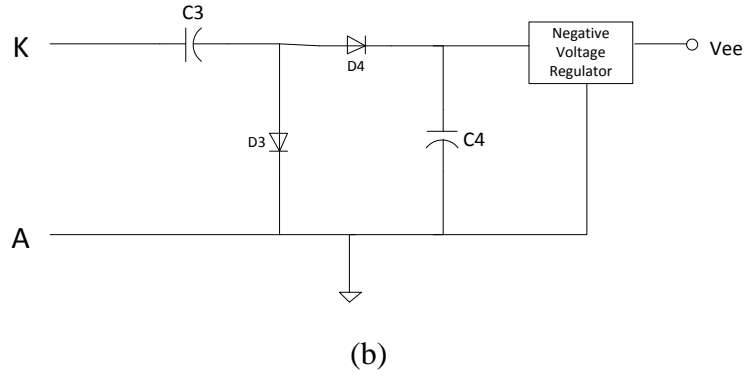 C3
K
D4
Negative
Voltage
Regulator
Vee
D3
C4
A
(b)